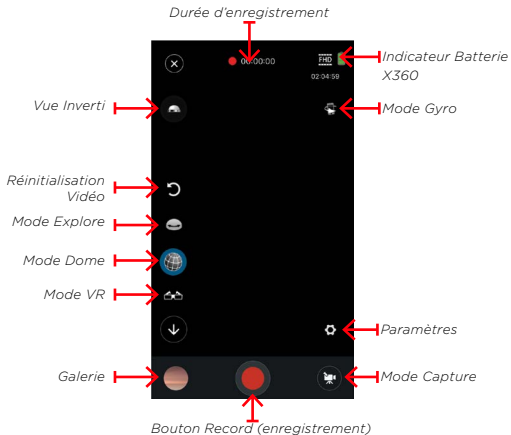 Durée d'enregistrement
00:00:00
FHD
02:04:59
Indicateur Batterie
X360
Vue Inverti
Mode Gyro
Réinitialisation
Vidéo
Mode Explore
Mode Dome
Mode VR
Paramètres
Galerie
Mode Capture
Bouton Record (enregistrement)